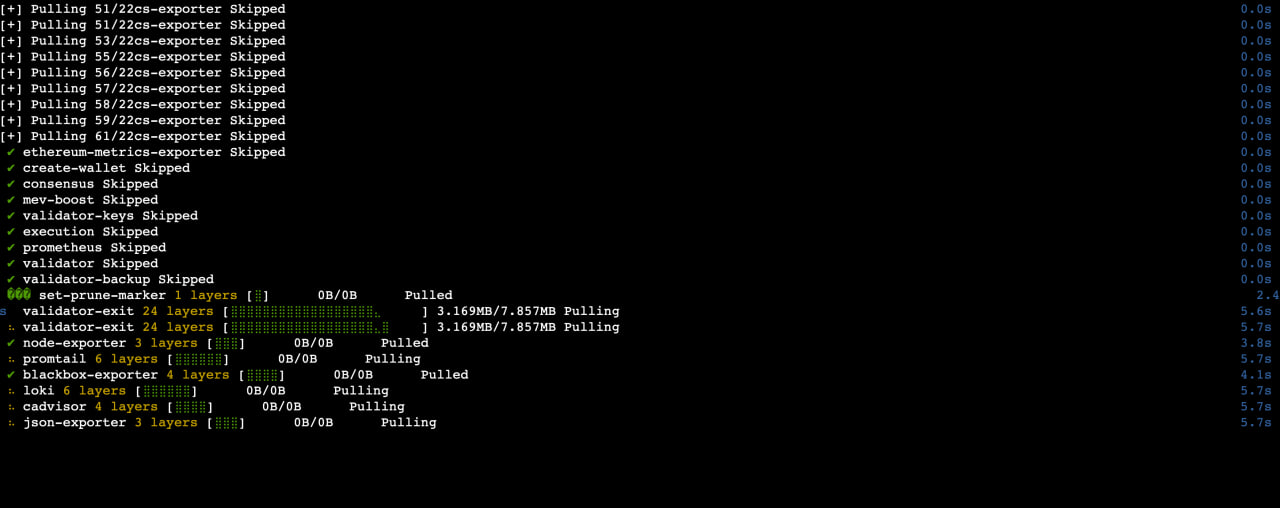 [+] Pulling 51/22cs-exporter Skipped 0.0s
[+] Pulling 51/22cs-exporter Skipped 0.0s
[+] Pulling 53/22cs-exporter Skipped 0.0s
[+] Pulling 55/22cs-exporter Skipped 0.0s
[+] Pulling 56/22cs-exporter Skipped 0.0s
[+] Pulling 57/22cs-exporter Skipped 0.0s
[+] Pulling 58/22cs-exporter Skipped 0.0s
[+] Pulling 59/22cs-exporter Skipped 0.0s
[+] Pulling 61/22cs-exporter Skipped 0.0s
✔ ethereum-metrics-exporter Skipped 0.0s
✔ create-wallet Skipped 0.0s
✔ consensus Skipped 0.0s
✔ mev-boost Skipped 0.0s
✔ validator-keys Skipped 0.0s
✔ execution Skipped 0.0s
✔ prometheus Skipped 0.0s
✔ validator Skipped 0.0s
✔ validator-backup Skipped 0.0s
��� set-prune-marker 1 layers [⣿] 0B/0B Pulled 2.4
s validator-exit 24 layers [⣿⣿⣿⣿⣿⣿⣿⣿⣿⣿⣿⣿⣿⣿⣿⣿⣿⣿⣄] 3.169MB/7.857MB Pulling 5.6s
⠦ validator-exit 24 layers [⣿⣿⣿⣿⣿⣿⣿⣿⣿⣿⣿⣿⣿⣿⣿⣿⣿⣿⣄⣿] 3.169MB/7.857MB Pulling 5.7s
✔ node-exporter 3 layers [⣿⣿⣿] 0B/0B Pulled 3.8s
⠦ promtail 6 layers [⣿⣿⣿⣿⣿⣿] 0B/0B Pulling 5.7s
✔ blackbox-exporter 4 layers [⣿⣿⣿⣿] 0B/0B Pulled 4.1s
⠦ loki 6 layers [⣿⣿⣿⣿⣿⣿] 0B/0B Pulling 5.7s
⠦ cadvisor 4 layers [⣿⣿⣿⣿] 0B/0B Pulling 5.7s
⠦ json-exporter 3 layers [⣿⣿⣿] 0B/0B Pulling 5.7s